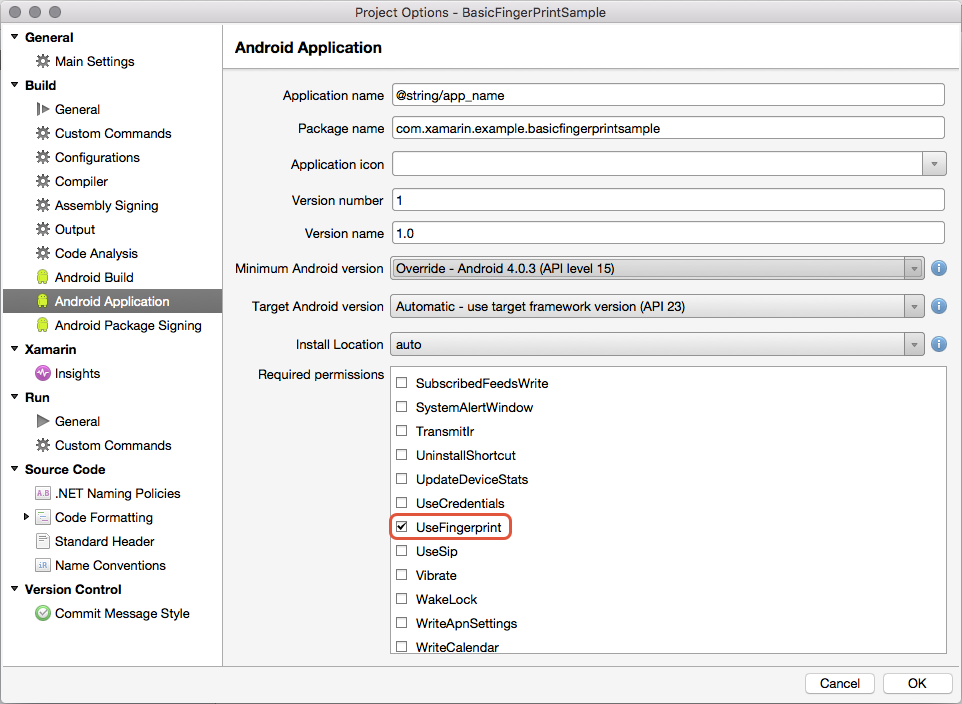 Project Options - BasicFingerPrintSample
General
Main Settings
Build
General
Custom Commands
Configurations
Compiler
Assembly Signing
Output
Code Analysis
Android Build
Android Application
Android Package Signing
Xamarin
Insights
Run
General
Custom Commands
Source Code
A.B .NET Naming Policies
Code Formatting
Standard Header
iR Name Conventions
Version Control
Commit Message Style
Android Application
Application name @string/app_name
Package name com.xamarin.example.basicfingerprintsample
Application icon
Version number 1
Version name 1.0
Minimum Android version Override - Android 4.0.3 (API level 15) i
Target Android version Automatic - use target framework version (API 23) i
Install Location auto i
Required permissions
SubscribedFeedsWrite
SystemAlertWindow
TransmitIr
UninstallShortcut
UpdateDeviceStats
UseCredentials
UseFingerprint
UseSip
Vibrate
WakeLock
WriteApnSettings
WriteCalendar
Cancel OK